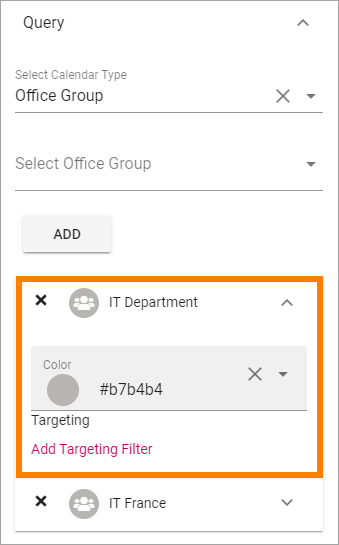 Query
Select Calendar Type
Office Group
Select Office Group
ADD
IT Department
Color
#b7b4b4
Targeting
Add Targeting Filter
IT France